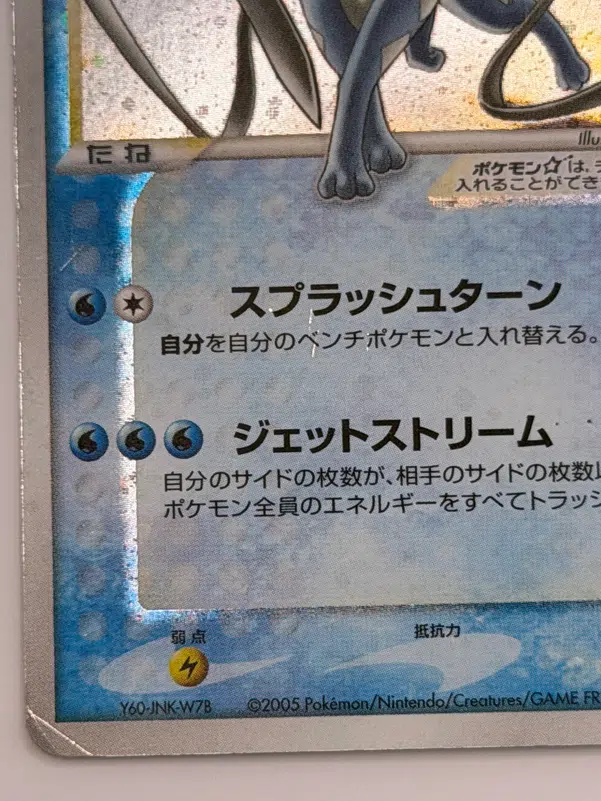 たね
Illu
ポケモン☆は、デ
入れることができ
スプラッシュターン
自分を自分のベンチポケモンと入れ替える。
ジェットストリーム
自分のサイドの枚数が、相手のサイドの枚数以
ポケモン全員のエネルギーをすべてトラッシ
弱点
抵抗力
Y60-JNK-W7B
©2005 Pokémon/Nintendo/Creatures/GAME FR